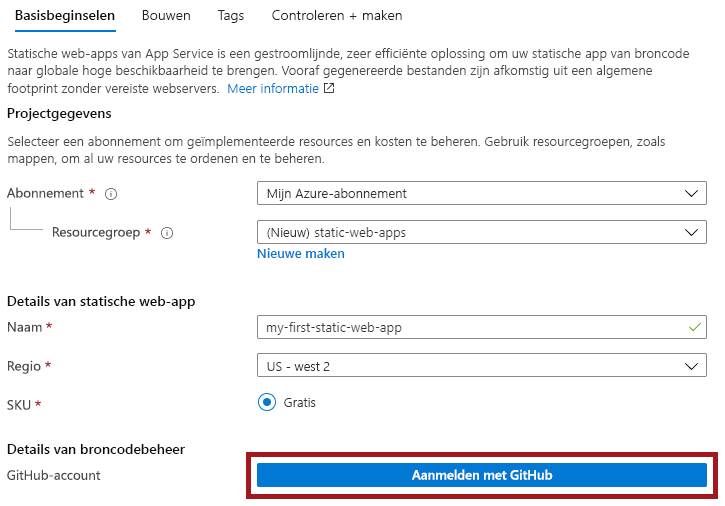 Basisbeginselen Bouwen Tags Controleren + maken
Statische web-apps van App Service is een gestroomlijnde, zeer efficiënte oplossing om uw statische app van broncode
naar globale hoge beschikbaarheid te brengen. Vooraf gegenereerde bestanden zijn afkomstig uit een algemene
footprint zonder vereiste webservers. Meer informatie
Projectgegevens
Selecteer een abonnement om geïmplementeerde resources en kosten te beheren. Gebruik resourcegroepen, zoals
mappen, om al uw resources te ordenen en te beheren.
Abonnement * Mijn Azure-abonnement
Resourcegroep * (Nieuw) static-web-apps
Nieuwe maken
Details van statische web-app
Naam * my-first-static-web-app
Regio * US - west 2
SKU * Gratis
Details van broncodebeheer
GitHub-account Aanmelden met GitHub